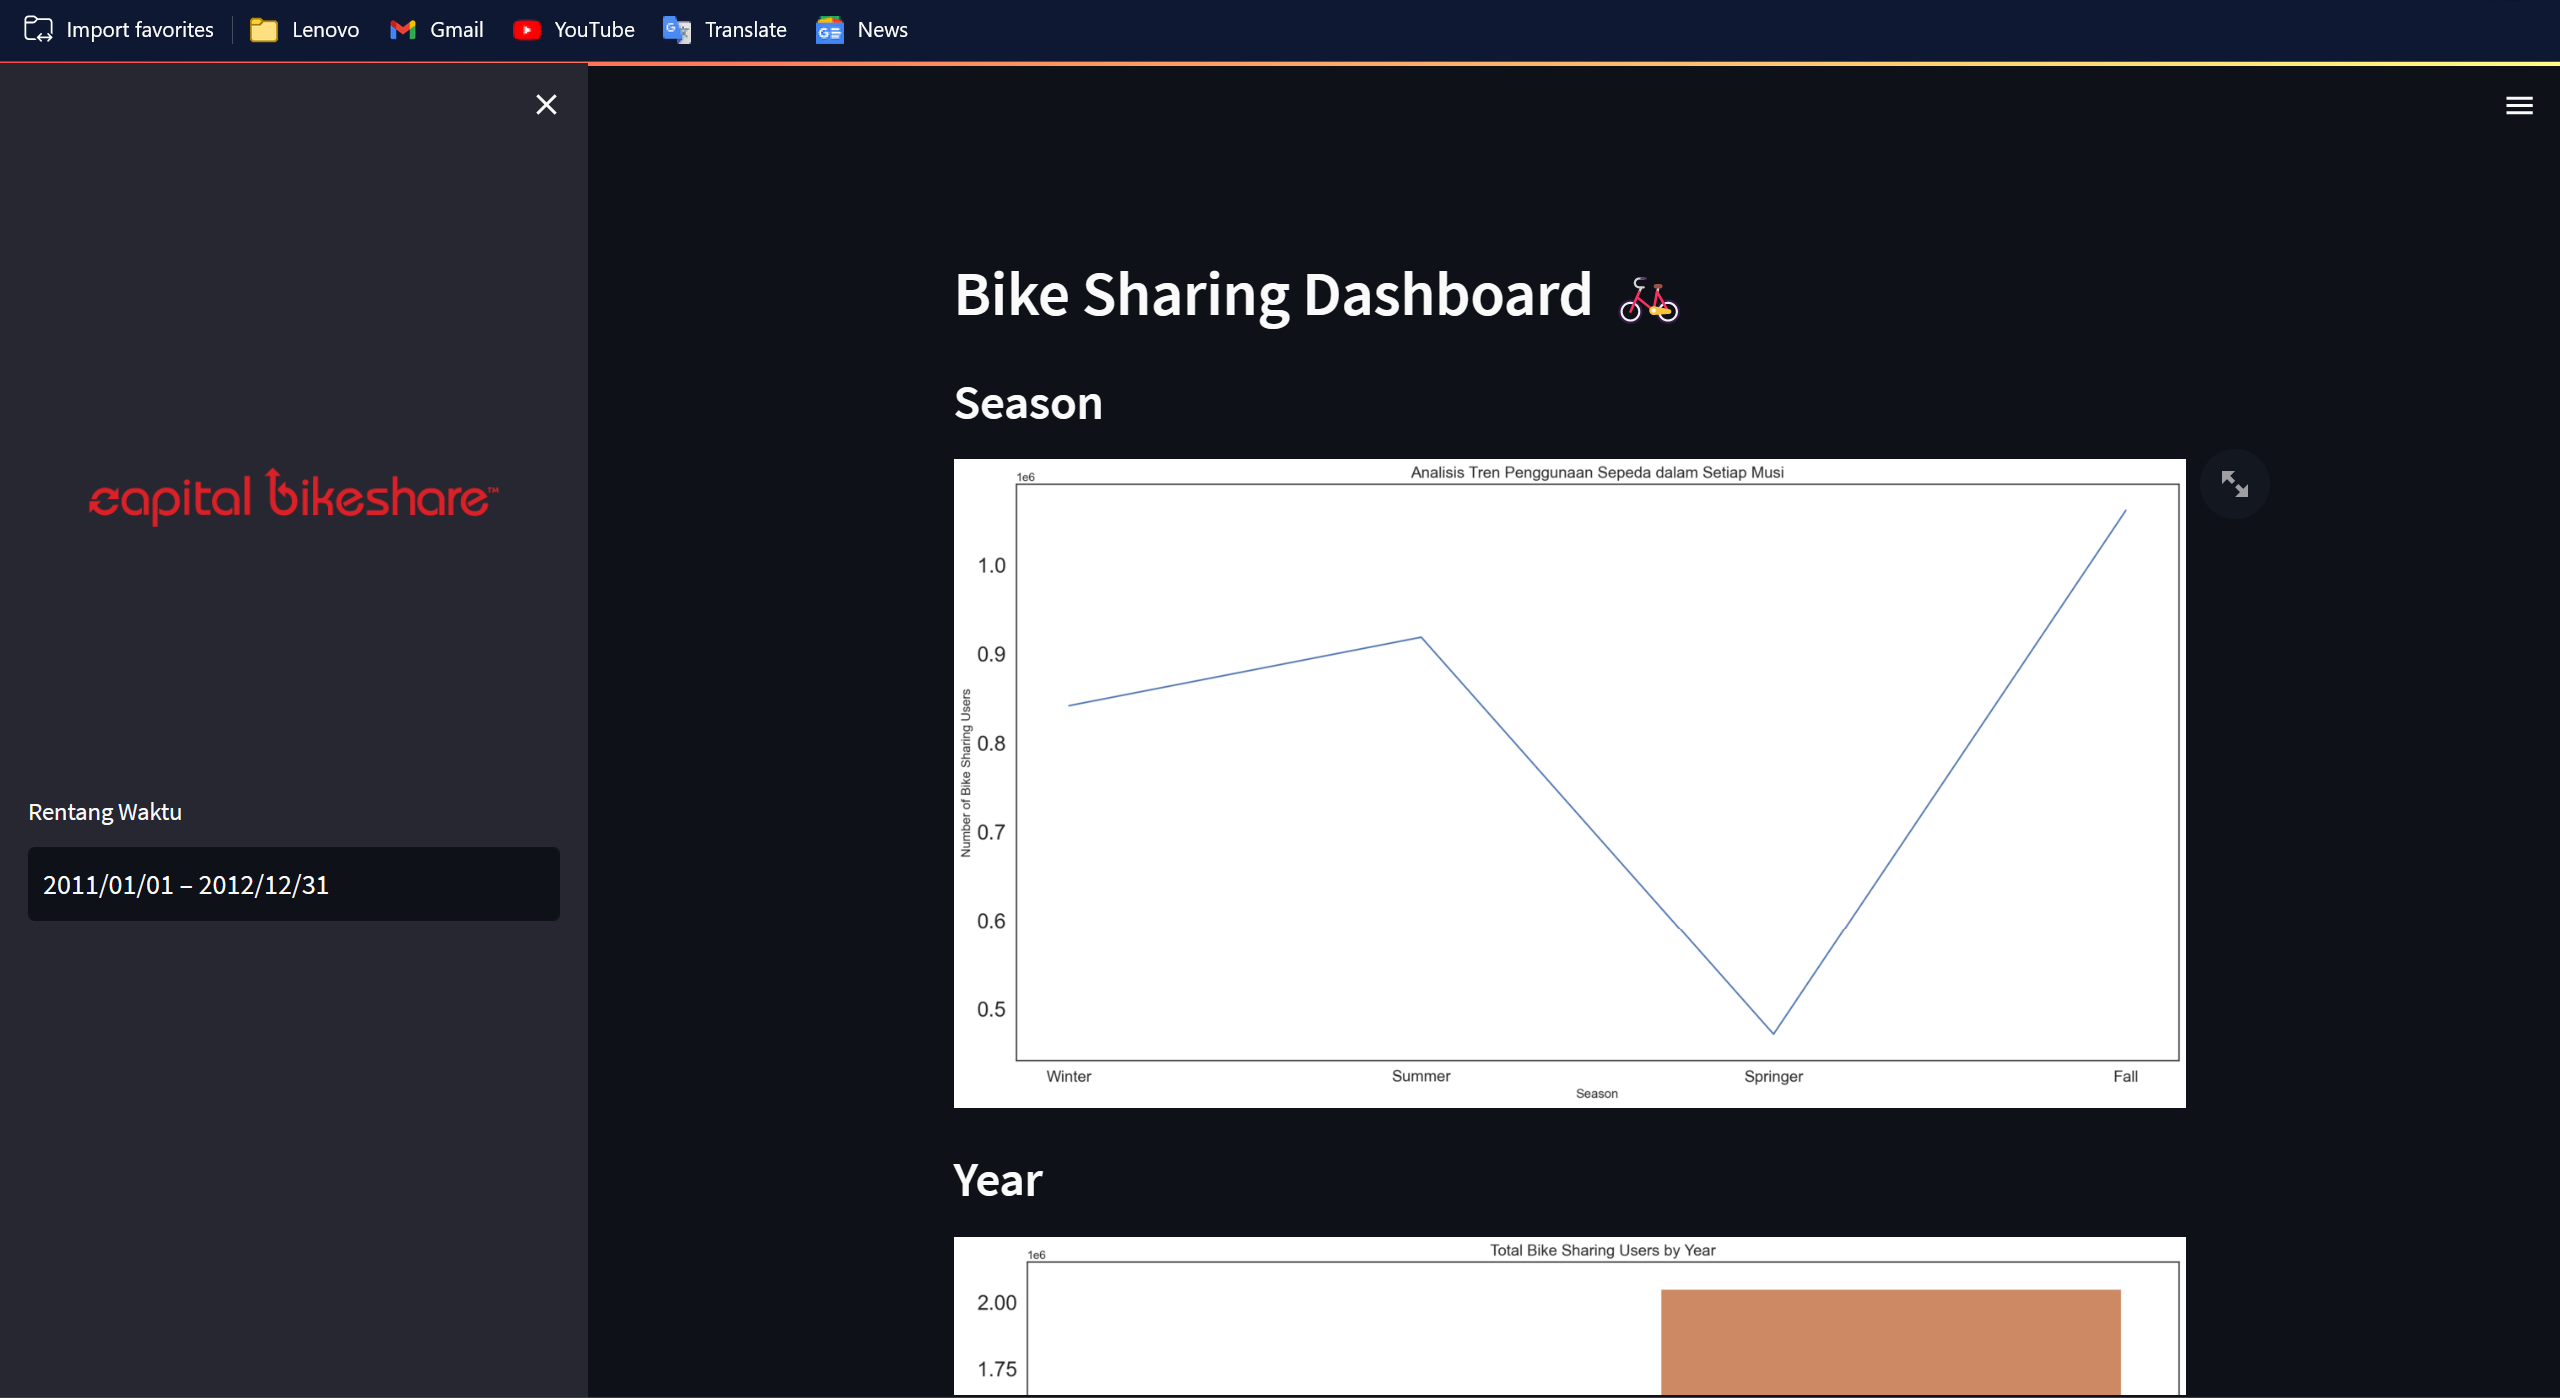 Import favorites
Lenovo
Gmail
YouTube
Translate
News
capital bikeshare™
Rentang Waktu
2011/01/01 – 2012/12/31
Bike Sharing Dashboard
Season
Analisis Tren Penggunaan Sepeda dalam Setiap Musi
1e6
1.0
0.9
0.8
0.7
0.6
0.5
Number of Bike Sharing Users
Winter
Summer
Springer
Fall
Season
Year
Total Bike Sharing Users by Year
1e6
2.00
1.75